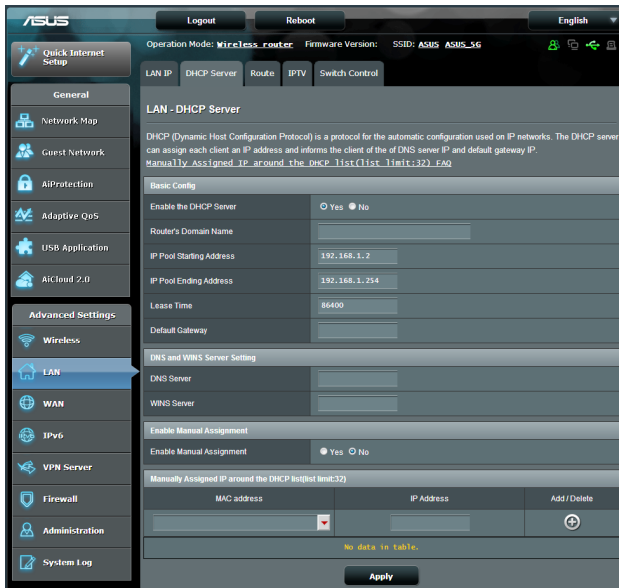 ASUS
Logout
Reboot
English
Quick Internet
Setup
Operation Mode: Wireless router Firmware Version: SSID: ASUS ASUS_5G
LAN IP
DHCP Server
Route
IPTV
Switch Control
General
Network Map
Guest Network
AiProtection
Adaptive QoS
USB Application
AiCloud 2.0
Advanced Settings
Wireless
LAN
WAN
IPv6
VPN Server
Firewall
Administration
System Log
LAN - DHCP Server
DHCP (Dynamic Host Configuration Protocol) is a protocol for the automatic configuration used on IP networks. The DHCP server
can assign each client an IP address and informs the client of the of DNS server IP and default gateway IP.
Manually Assigned IP around the DHCP list(list limit:32) FAQ
Basic Config
Enable the DHCP Server Yes No
Router's Domain Name
IP Pool Starting Address 192.168.1.2
IP Pool Ending Address 192.168.1.254
Lease Time 86400
Default Gateway
DNS and WINS Server Setting
DNS Server
WINS Server
Enable Manual Assignment
Enable Manual Assignment Yes No
Manually Assigned IP around the DHCP list(list limit:32)
MAC address IP Address Add / Delete
No data in table.
Apply